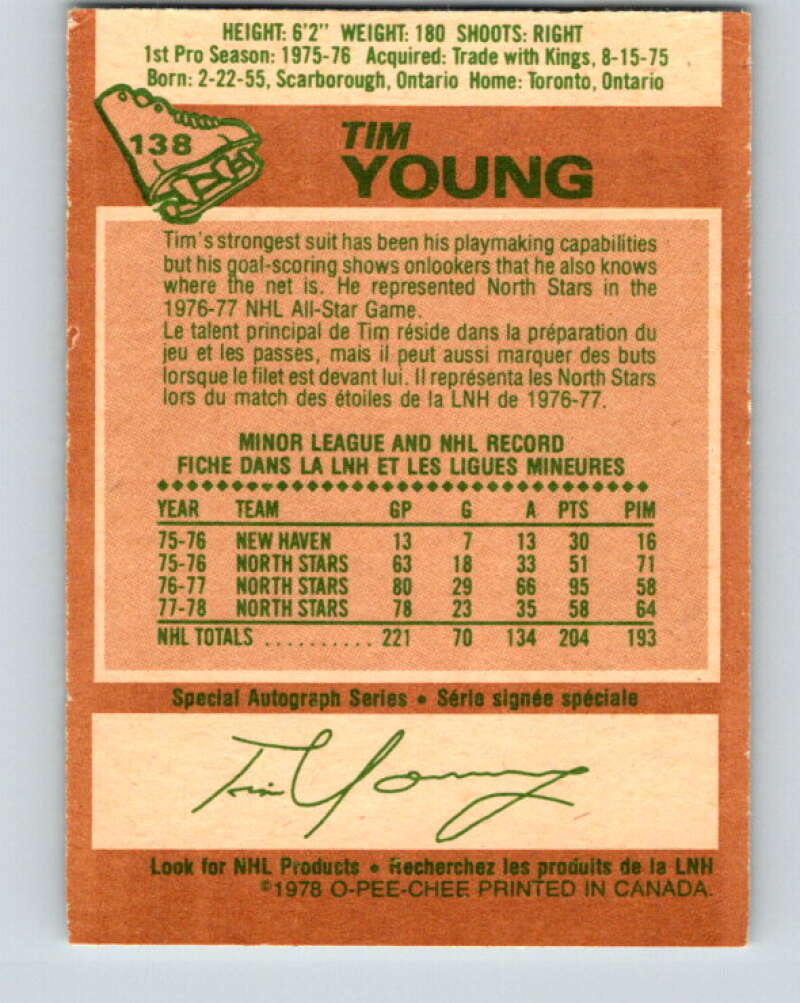 HEIGHT: 6'2" WEIGHT: 180 SHOOTS: RIGHT
1st Pro Season: 1975-76 Acquired: Trade with Kings, 8-15-75
Born: 2-22-55, Scarborough, Ontario Home: Toronto, Ontario
138
TIM
YOUNG
Tim's strongest suit has been his playmaking capabilities
but his goal-scoring shows onlookers that he also knows
where the net is. He represented North Stars in the
1976-77 NHL All-Star Game.
Le talent principal de Tim réside dans la préparation du
jeu et les passes, mais il peut aussi marquer des buts
lorsque le filet est devant lui. Il représenta les North Stars
lors du match des étoiles de la LNH de 1976-77.
MINOR LEAGUE AND NHL RECORD
FICHE DANS LA LNH ET LES LIGUES MINEURES
YEAR TEAM GP G A PTS PIM
75-76 NEW HAVEN 13 7 13 30 16
75-76 NORTH STARS 63 18 33 51 71
76-77 NORTH STARS 80 29 66 95 58
77-78 NORTH STARS 78 23 35 58 64
NHL TOTALS .......... 221 70 134 204 193
Special Autograph Series • Série signée spéciale
Tim Young
Look for NHL Products • Recherchez les produits de la LNH
©1978 O-PEE-CHEE PRINTED IN CANADA.